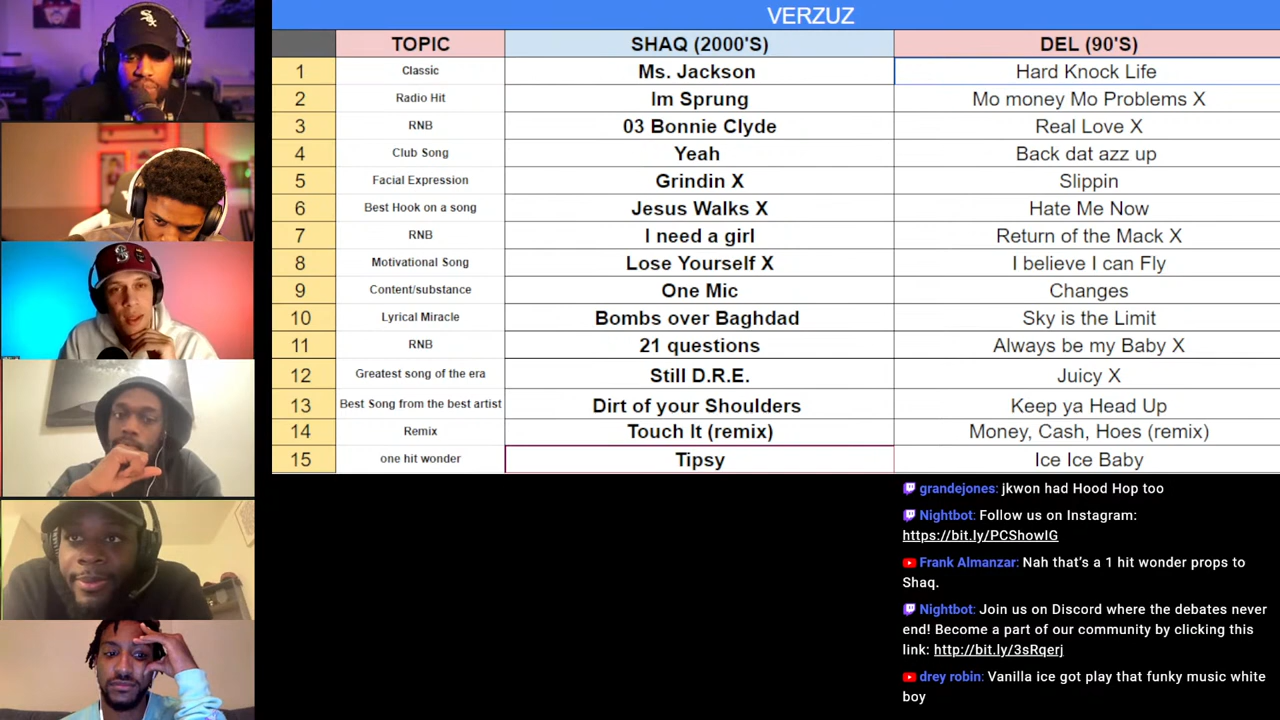 VERZUZ
TOPIC SHAQ (2000'S) DEL (90'S)
1 Classic Ms. Jackson Hard Knock Life
2 Radio Hit Im Sprung Mo money Mo Problems X
3 RNB 03 Bonnie Clyde Real Love X
4 Club Song Yeah Back dat azz up
5 Facial Expression Grindin X Slippin
6 Best Hook on a song Jesus Walks X Hate Me Now
7 RNB I need a girl Return of the Mack X
8 Motivational Song Lose Yourself X I believe I can Fly
9 Content/substance One Mic Changes
10 Lyrical Miracle Bombs over Baghdad Sky is the Limit
11 RNB 21 questions Always be my Baby X
12 Greatest song of the era Still D.R.E. Juicy X
13 Best Song from the best artist Dirt of your Shoulders Keep ya Head Up
14 Remix Touch It (remix) Money, Cash, Hoes (remix)
15 one hit wonder Tipsy Ice Ice Baby
grandejones: jkwon had Hood Hop too
Nightbot: Follow us on Instagram:
https://bit.ly/PCShowIG
Frank Almanzar: Nah that's a 1 hit wonder props to
Shaq.
Nightbot: Join us on Discord where the debates never
end! Become a part of our community by clicking this
link: http://bit.ly/3sRqerj
drey robin: Vanilla ice got play that funky music white
boy